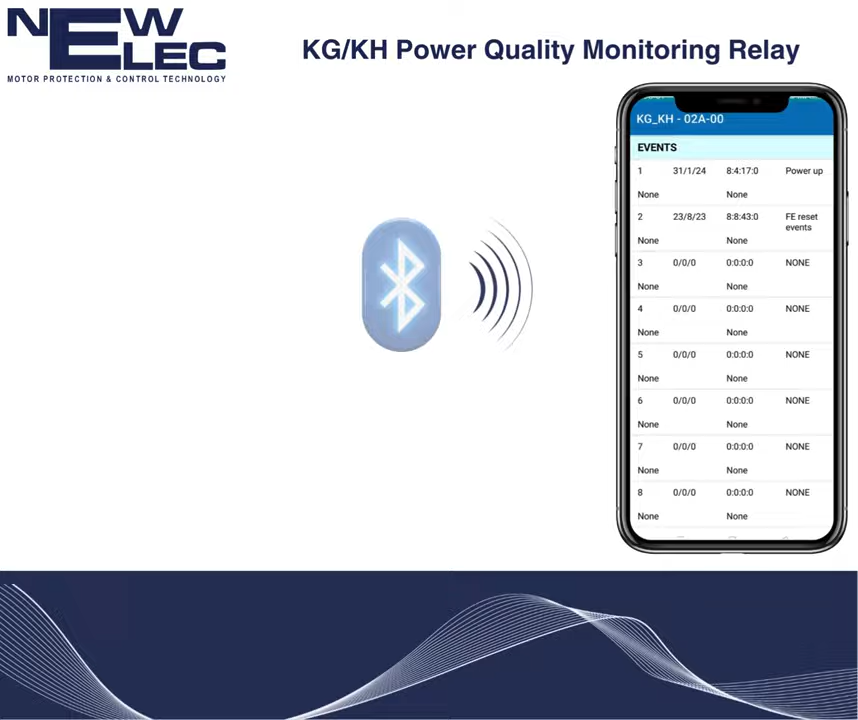 NEW
ELEC
MOTOR PROTECTION & CONTROL TECHNOLOGY
KG/KH Power Quality Monitoring Relay
KG_KH - 02A-00
EVENTS
1 31/1/24 8:4:17:0 Power up
None None
2 23/8/23 8:8:43:0 FE reset
events
None None
3 0/0/0 0:0:0:0 NONE
None None
4 0/0/0 0:0:0:0 NONE
None None
5 0/0/0 0:0:0:0 NONE
None None
6 0/0/0 0:0:0:0 NONE
None None
7 0/0/0 0:0:0:0 NONE
None None
8 0/0/0 0:0:0:0 NONE
None None